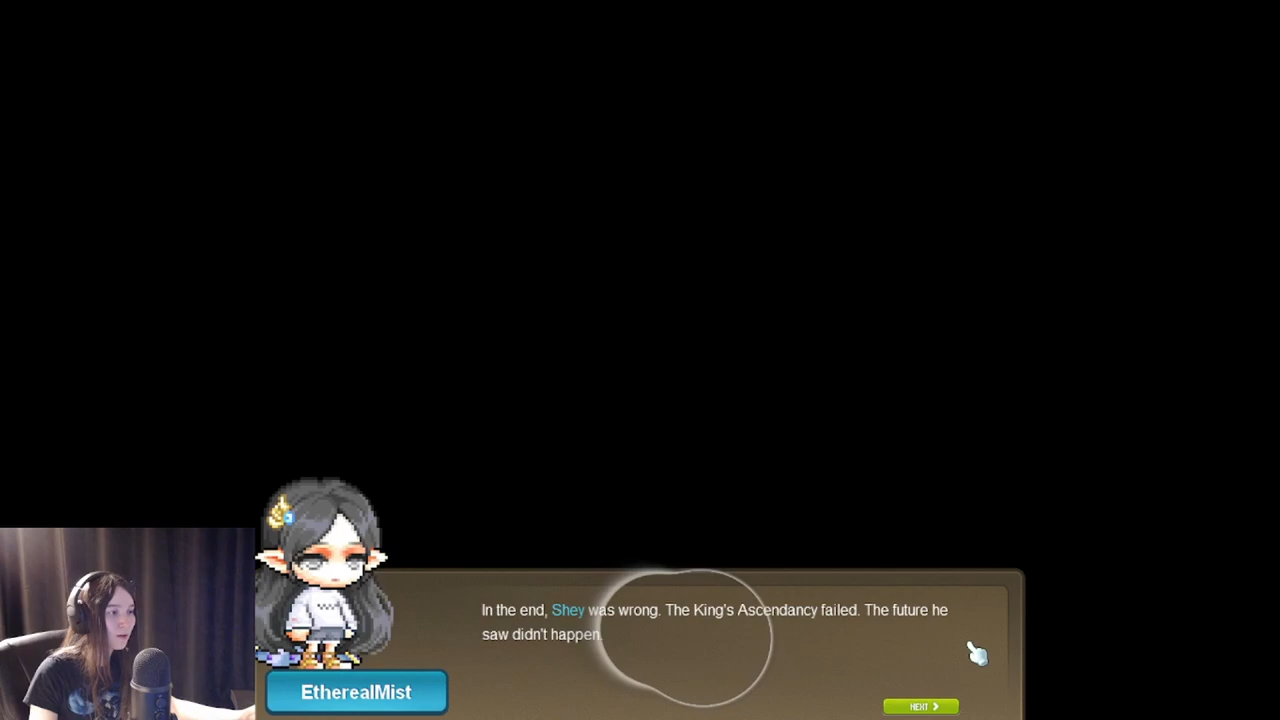 In the end, Shey was wrong. The King's Ascendancy failed. The future he
saw didn't happen.
EtherealMist
NEXT >